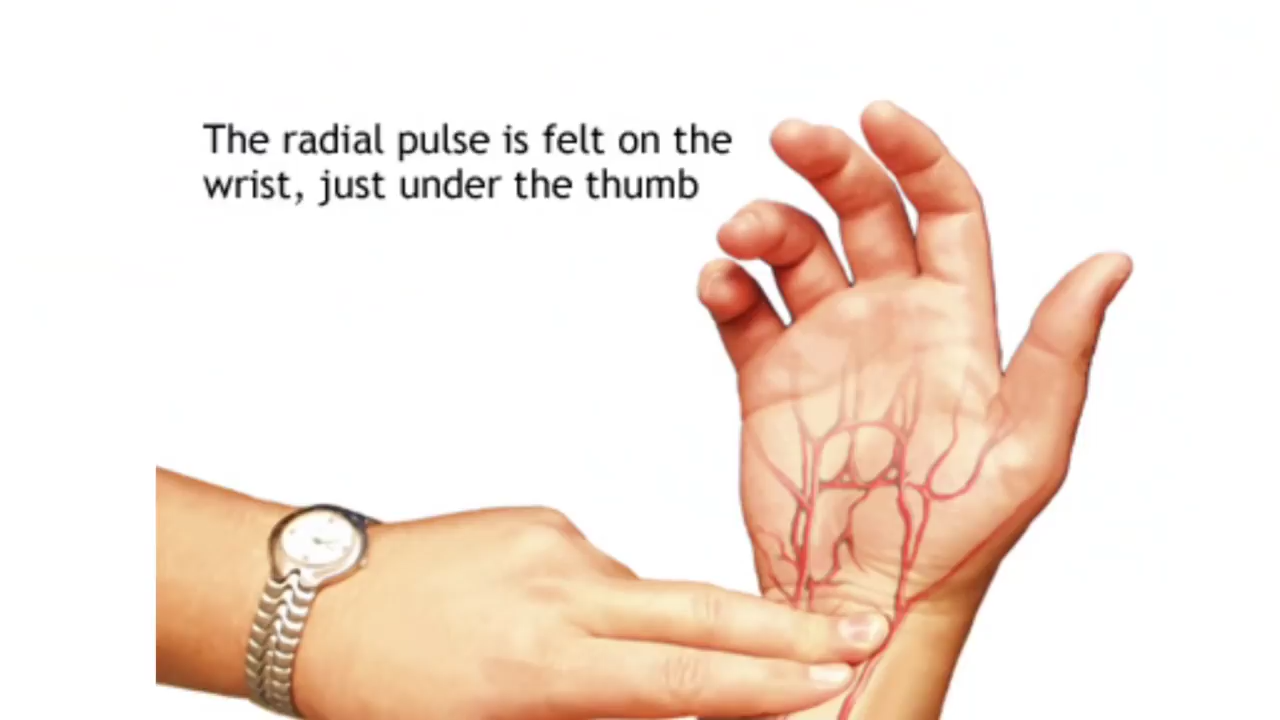 The radial pulse is felt on the
wrist, just under the thumb